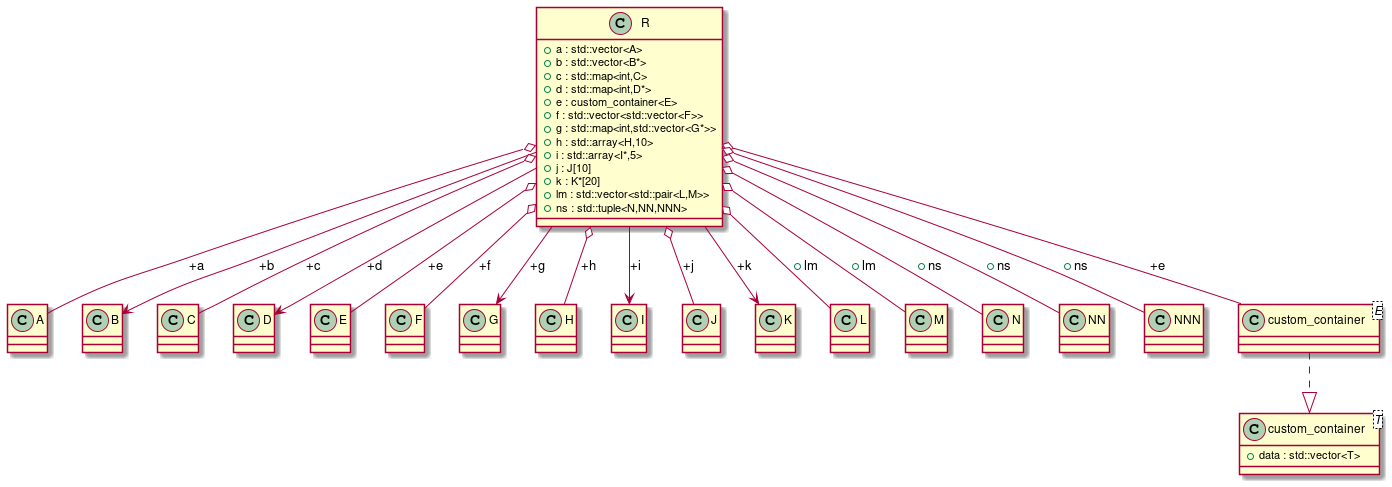 C R
a : std::vector<A>
b : std::vector<B*>
c : std::map<int,C>
d : std::map<int,D*>
e : custom_container<E>
f : std::vector<std::vector<F>>
g : std::map<int,std::vector<G*>>
h : std::array<H,10>
i : std::array<I*,5>
j : J[10]
k : K*[20]
lm : std::vector<std::pair<L,M>>
ns : std::tuple<N,NN,NNN>
+a +b +c +d +e +f +g +h +i +j +k lm lm ns ns ns +e
C A C B C C C D C E C F C G C H C I C J C K C L C M C N C NN C NNN C custom_container E
C custom_container T
data : std::vector<T>